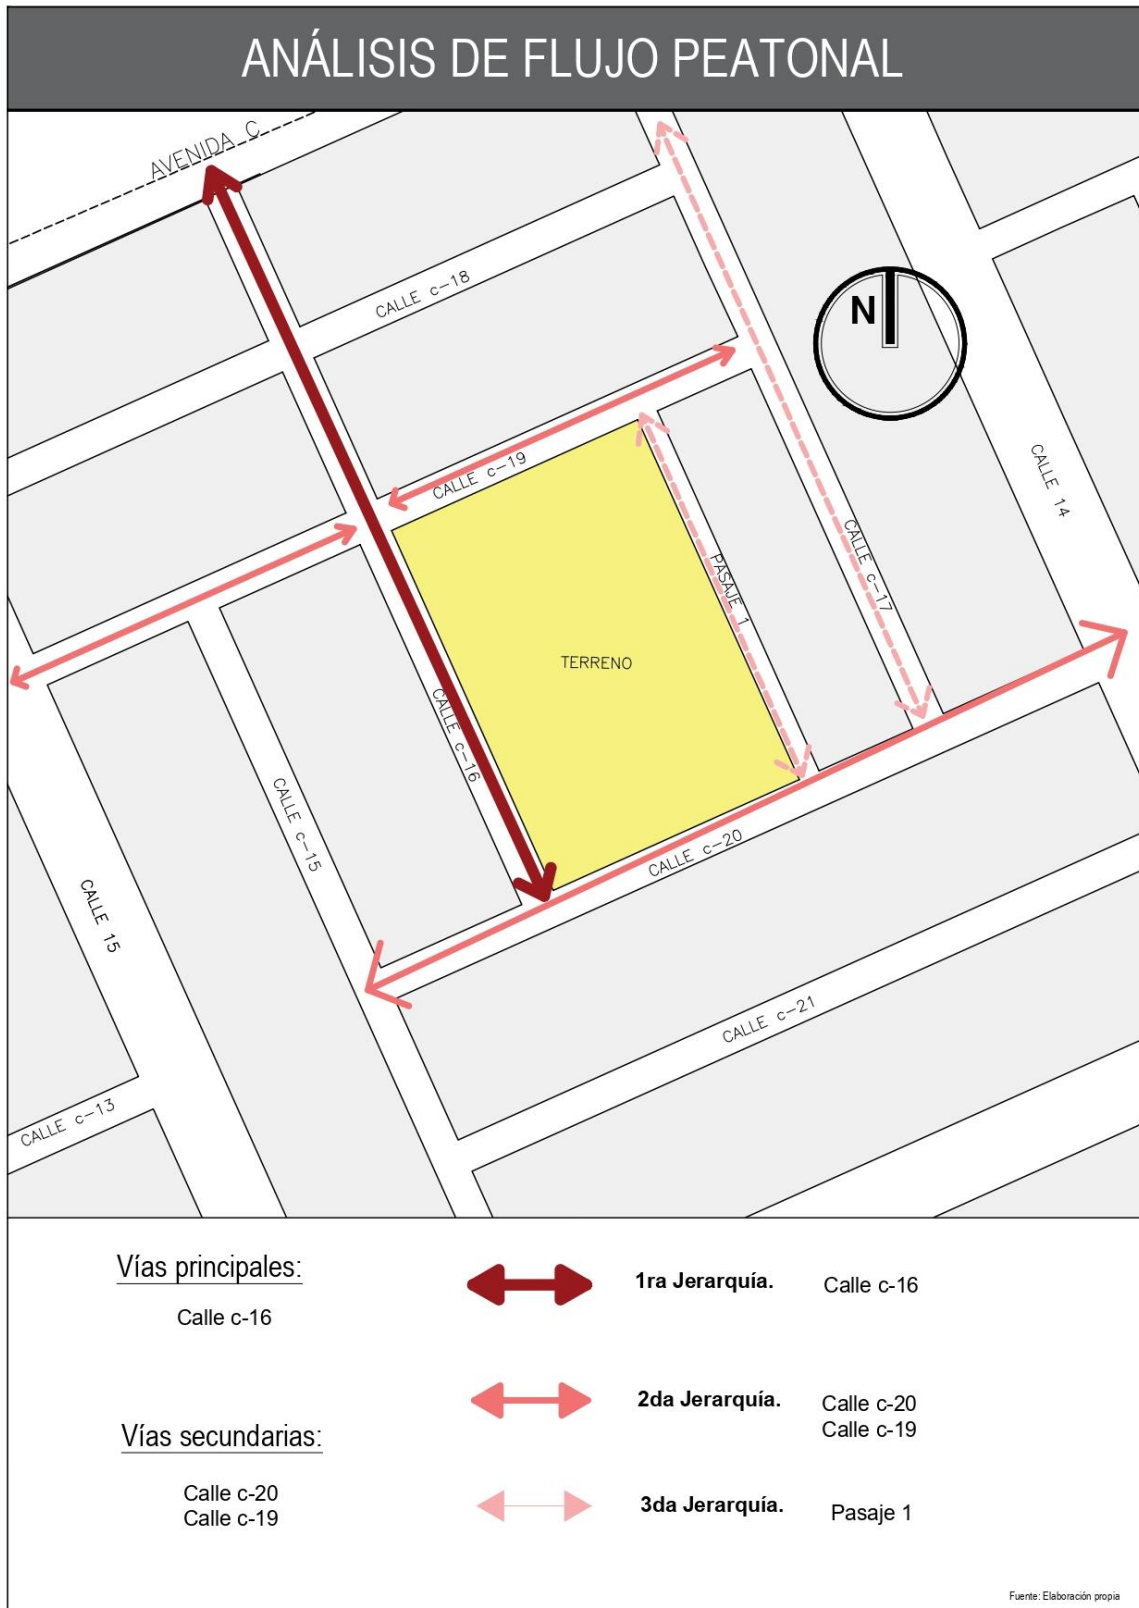 ANÁLISIS DE FLUJO PEATONAL
AVENIDA C
CALLE c-18
N
CALLE 14
CALLE c-19
CALLE c-17
PASAJE 1
TERRENO
CALLE c-16
CALLE c-15
CALLE c-20
CALLE 15
CALLE c-21
CALLE c-13
Vías principales:
Calle c-16
1ra Jerarquía.
Calle c-16
2da Jerarquía.
Calle c-20
Calle c-19
Vías secundarias:
Calle c-20
Calle c-19
3da Jerarquía.
Pasaje 1
Fuente: Elaboración propia